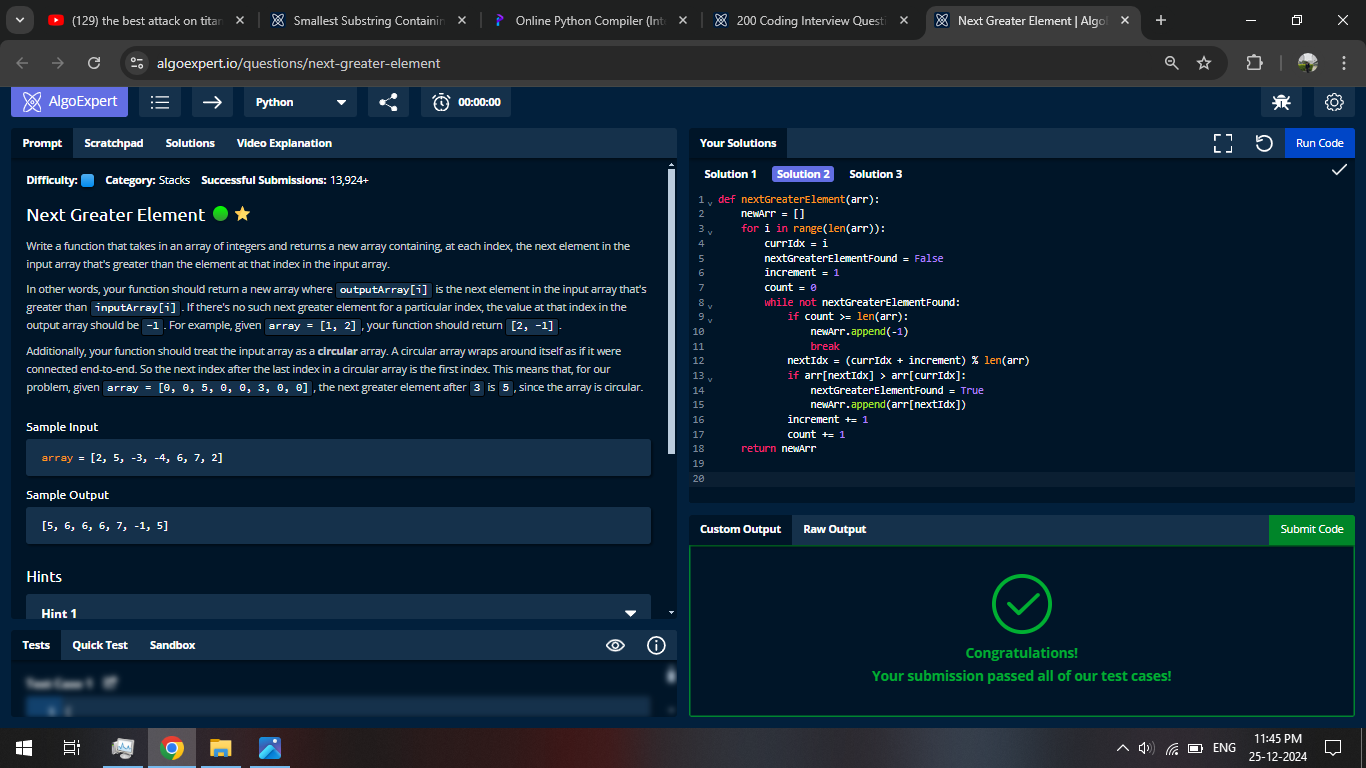 (129) the best attack on titan
Smallest Substring Containin
Online Python Compiler (Int
200 Coding Interview Questi
Next Greater Element | Algo
algoexpert.io/questions/next-greater-element
AlgoExpert
Python
00:00:00
Prompt Scratchpad Solutions Video Explanation
Difficulty: Category: Stacks Successful Submissions: 13,924+
Next Greater Element
Write a function that takes in an array of integers and returns a new array containing, at each index, the next element in the
input array that's greater than the element at that index in the input array.
In other words, your function should return a new array where outputArray[i] is the next element in the input array that's
greater than inputArray[i] . If there's no such next greater element for a particular index, the value at that index in the
output array should be -1 . For example, given array = [1, 2] , your function should return [2, -1] .
Additionally, your function should treat the input array as a circular array. A circular array wraps around itself as if it were
connected end-to-end. So the next index after the last index in a circular array is the first index. This means that, for our
problem, given array = [0, 0, 5, 0, 0, 3, 0, 0] , the next greater element after 3 is 5 , since the array is circular.
Sample Input
array = [2, 5, -3, -4, 6, 7, 2]
Sample Output
[5, 6, 6, 6, 7, -1, 5]
Hints
Hint 1
Tests Quick Test Sandbox
Test Case 1
Your Solutions
Run Code
Solution 1 Solution 2 Solution 3
1 def nextGreaterElement(arr):
2     newArr = []
3     for i in range(len(arr)):
4         currIdx = i
5         nextGreaterElementFound = False
6         increment = 1
7         count = 0
8         while not nextGreaterElementFound:
9             if count >= len(arr):
10                 newArr.append(-1)
11                 break
12             nextIdx = (currIdx + increment) % len(arr)
13             if arr[nextIdx] > arr[currIdx]:
14                 nextGreaterElementFound = True
15                 newArr.append(arr[nextIdx])
16             increment += 1
17             count += 1
18     return newArr
19
20
Custom Output Raw Output
Submit Code
Congratulations!
Your submission passed all of our test cases!
ENG
11:45 PM
25-12-2024